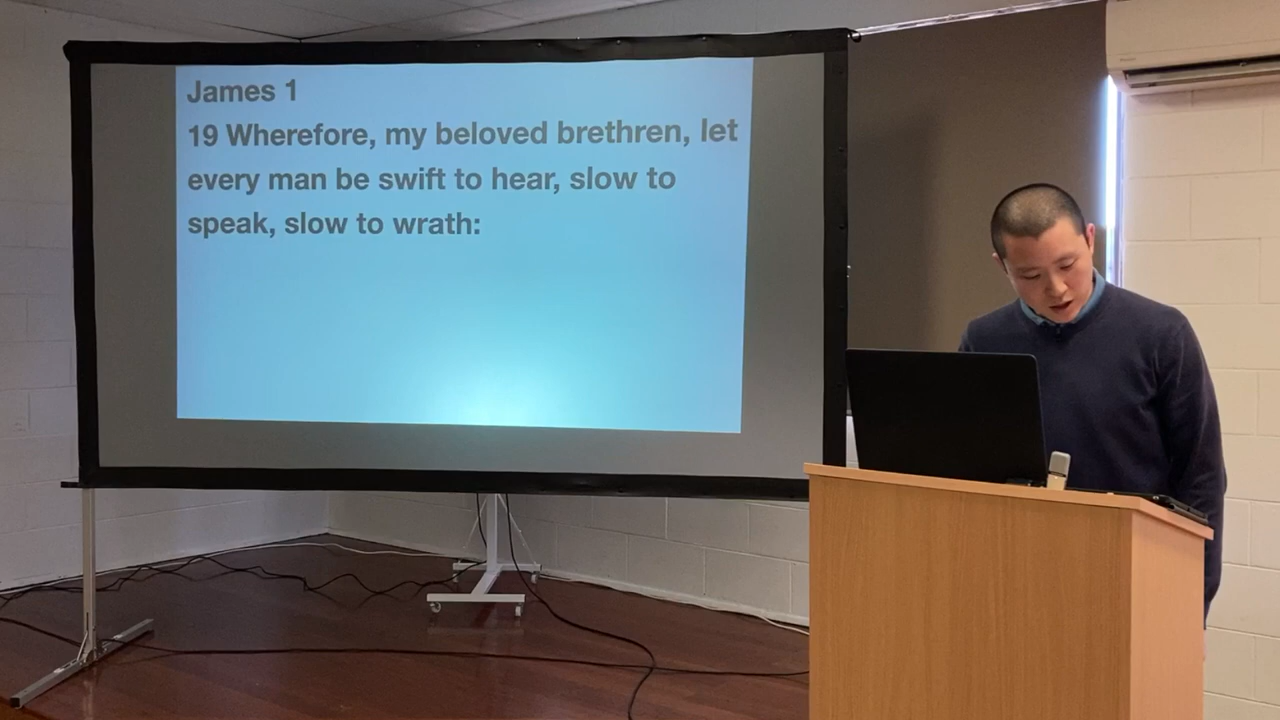 James 1
19 Wherefore, my beloved brethren, let
every man be swift to hear, slow to
speak, slow to wrath: